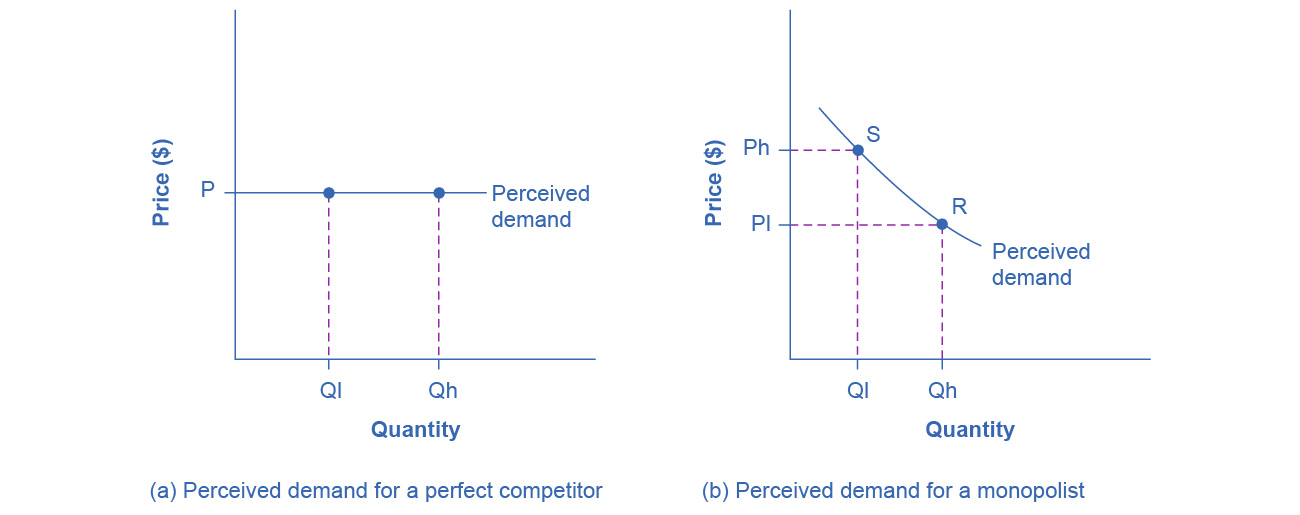 Price ($)
P
Perceived
demand
Ql
Qh
Quantity
(a) Perceived demand for a perfect competitor
Price ($)
Ph
S
Pl
R
Perceived
demand
Ql
Qh
Quantity
(b) Perceived demand for a monopolist